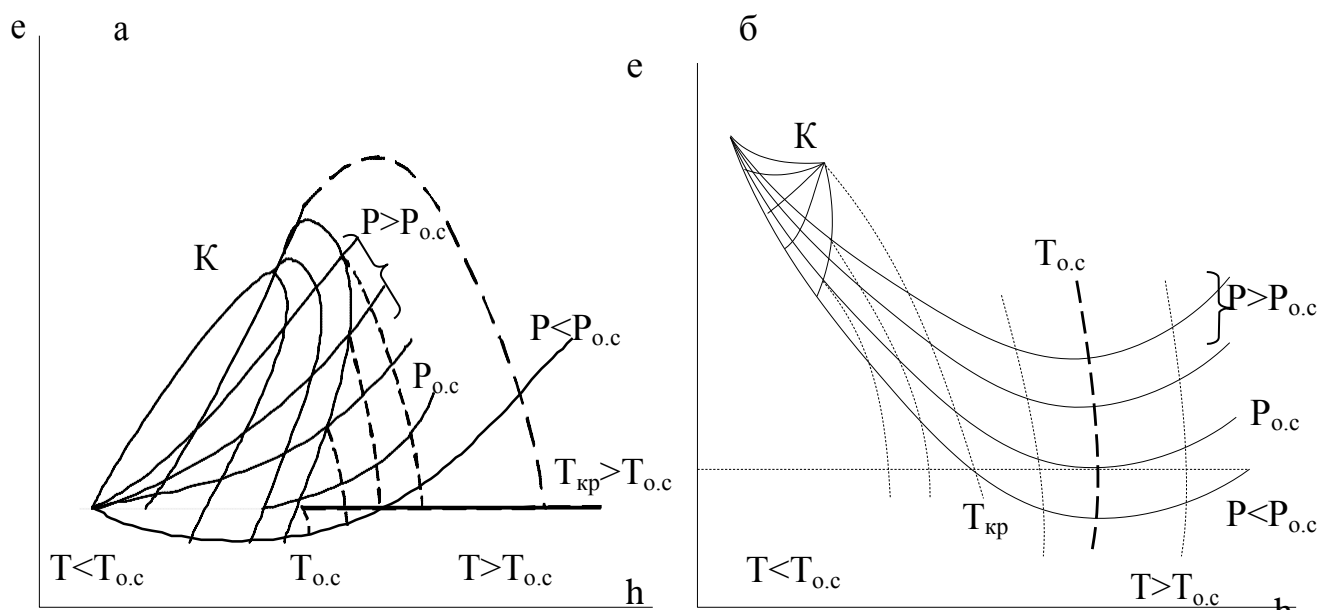 е
а
К
P>Pо.с
P<Pо.с
Pо.с
Tкр>Tо.с
T<Tо.с
Tо.с
T>Tо.с
h
б
е
К
Tо.с
P>Pо.с
Pо.с
P<Pо.с
Tкр
T<Tо.с
T>Tо.с
h